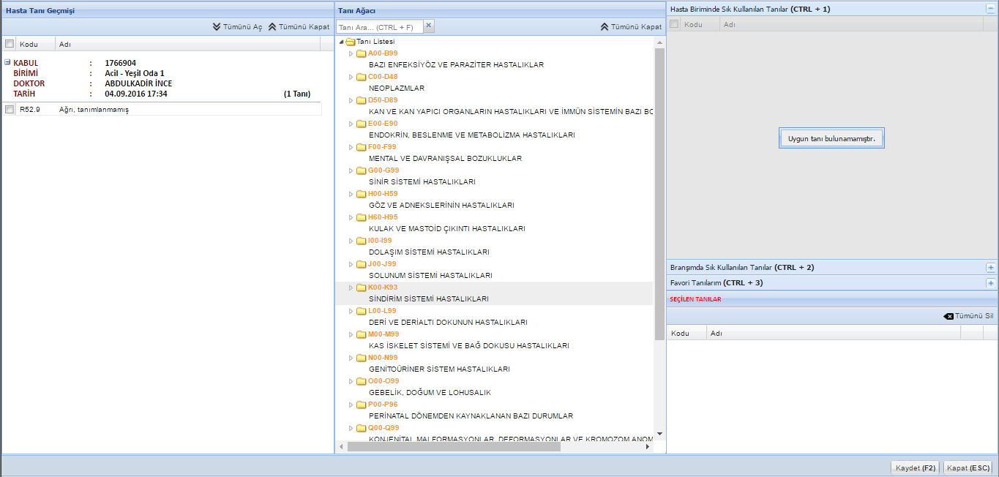 Hasta Tanı Geçmişi
Tümünü Aç Tümünü Kapat
Kodu Adı
KABUL : 1766904
BİRİMİ : Acil - Yeşil Oda 1
DOKTOR : ABDULKADİR İNCE
TARİH : 04.09.2016 17:34 (1 Tanı)
R52.9 Ağrı, tanımlanmamış
Tanı Ağacı
Tanı Ara... (CTRL + F) Tümünü Kapat
Tanı Listesi
A00-B99
BAZI ENFEKSİYÖZ VE PARAZİTER HASTALIKLAR
C00-D48
NEOPLAZMLAR
D50-D89
KAN VE KAN YAPICI ORGANLARIN HASTALIKLARI VE İMMÜN SİSTEMİN BAZI BO
E00-E90
ENDOKRİN, BESLENME VE METABOLİZMA HASTALIKLARI
F00-F99
MENTAL VE DAVRANIŞSAL BOZUKLUKLAR
G00-G99
SİNİR SİSTEMİ HASTALIKLARI
H00-H59
GÖZ VE ADNEKSLERİNİN HASTALIKLARI
H60-H95
KULAK VE MASTOİD ÇIKINTI HASTALIKLARI
I00-I99
DOLAŞIM SİSTEMİ HASTALIKLARI
J00-J99
SOLUNUM SİSTEMİ HASTALIKLARI
K00-K93
SİNDİRİM SİSTEMİ HASTALIKLARI
L00-L99
DERİ VE DERİALTI DOKUNUN HASTALIKLARI
M00-M99
KAS İSKELET SİSTEMİ VE BAĞ DOKUSU HASTALIKLARI
N00-N99
GENİTOÜRİNER SİSTEM HASTALIKLARI
O00-O99
GEBELİK, DOĞUM VE LOHUSALIK
P00-P96
PERİNATAL DÖNEMDEN KAYNAKLANAN BAZI DURUMLAR
Q00-Q99
KONJENİTAL MALFORMASYONLAR, DEFORMASYONLAR VE KROMOZOM ANOM
Hasta Biriminde Sık Kullanılan Tanılar (CTRL + 1)
Kodu Adı
Uygun tanı bulunamamıştır.
Branşımda Sık Kullanılan Tanılar (CTRL + 2)
Favori Tanılarım (CTRL + 3)
SEÇİLEN TANILAR
Tümünü Sil
Kodu Adı
Kaydet (F2) Kapat (ESC)